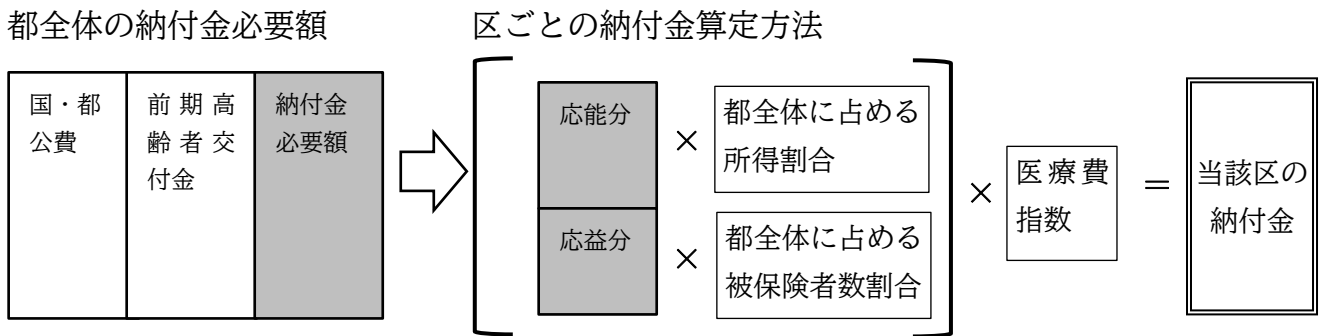 都全体の納付金必要額
区ごとの納付金算定方法
国・都
公費
前期高
齢者交
付金
納付金
必要額
応能分
×
都全体に占める
所得割合
応益分
×
都全体に占める
被保険者数割合
×
医療費
指数
＝
当該区の
納付金